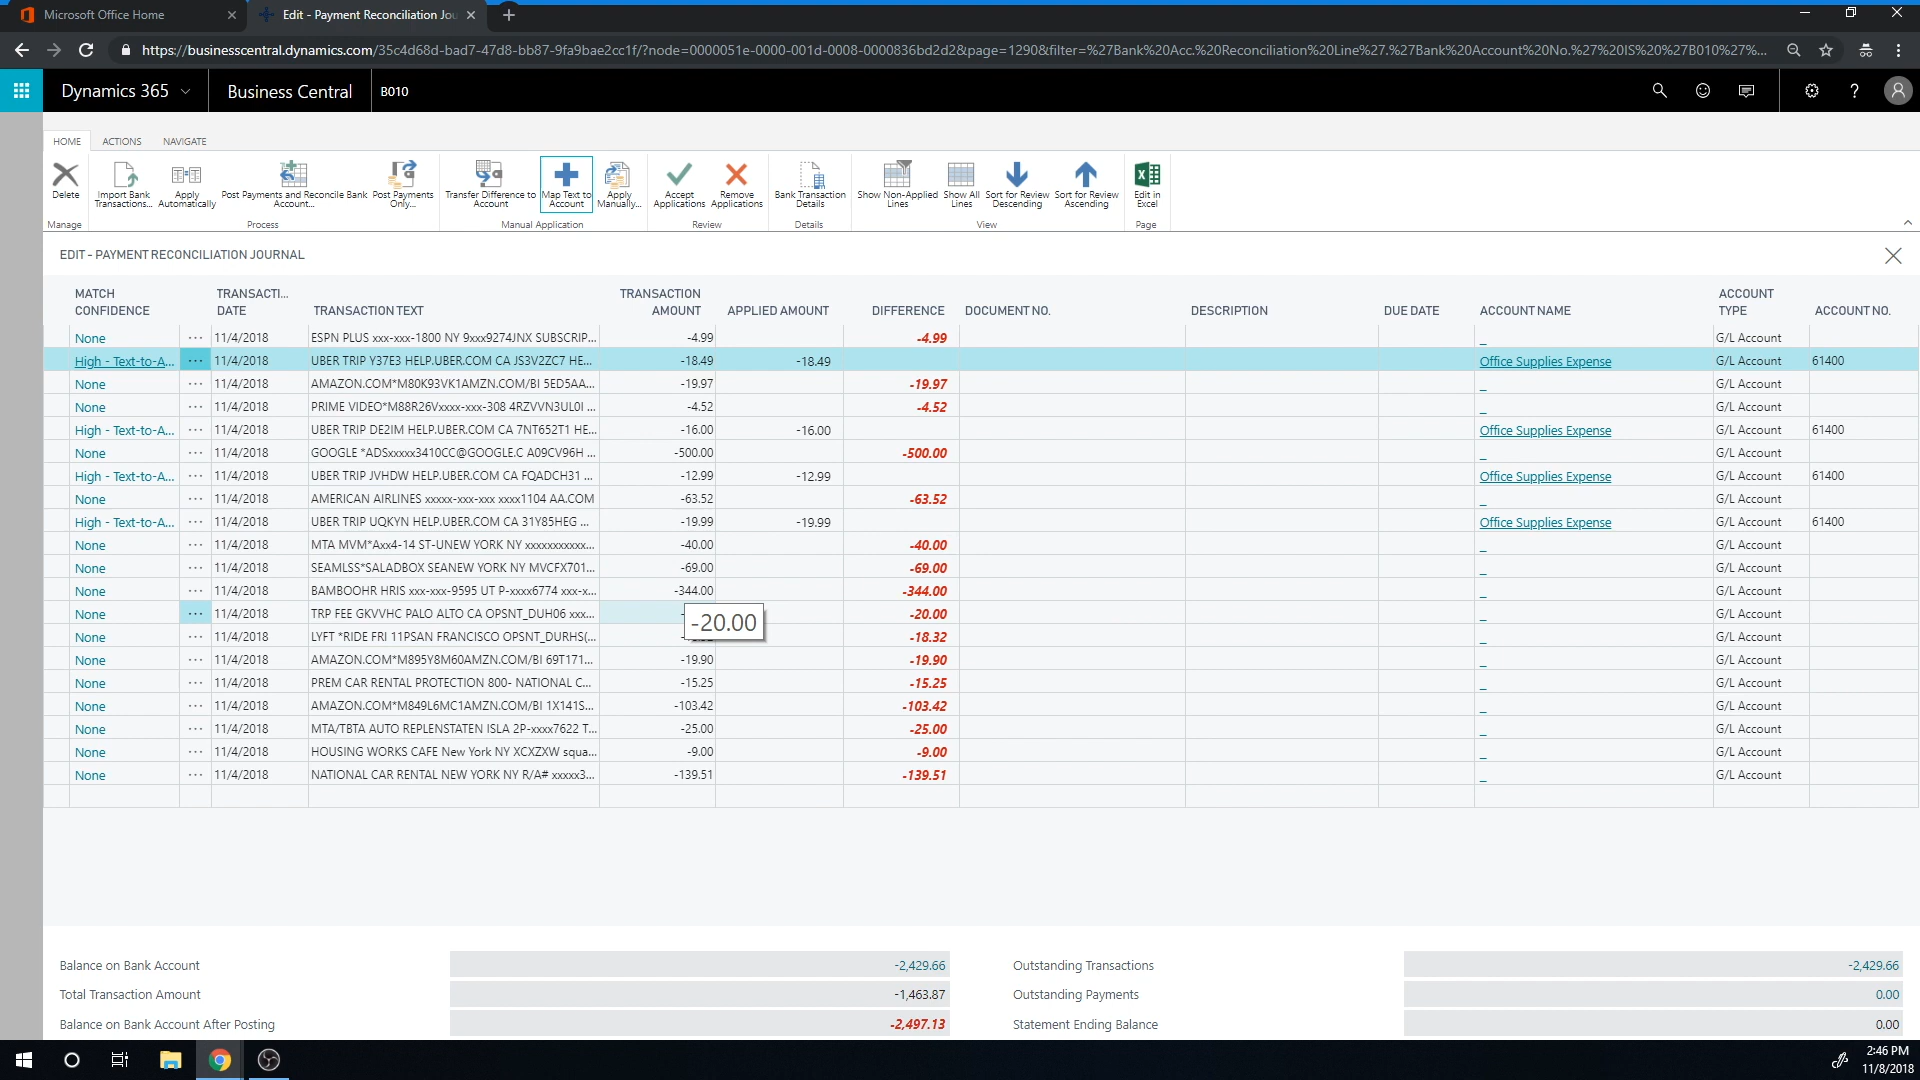 Microsoft Office Home
Edit - Payment Reconciliation Jou
https://businesscentral.dynamics.com/35c4d68d-bad7-47d8-bb87-9fa9bae2cc1f/?node=0000051e-0000-001d-0008-0000836bd2d2&page=1290&filter=%27Bank%20Acc.%20Reconciliation%20Line%27.%27Bank%20Account%20No.%27%20IS%20%27B010%27%...
Dynamics 365 Business Central B010
HOME ACTIONS NAVIGATE
Delete
Import Bank Transactions...
Apply Automatically
Post Payments and Reconcile Bank Account...
Post Payments Only...
Transfer Difference to Account
Map Text to Account
Apply Manually...
Accept Applications
Remove Applications
Bank Transaction Details
Show Non-Applied Lines
Show All Lines
Sort for Review Descending
Sort for Review Ascending
Edit in Excel
Manage Process Manual Application Review Details View Page
EDIT - PAYMENT RECONCILIATION JOURNAL
MATCH CONFIDENCE TRANSACTI... DATE TRANSACTION TEXT TRANSACTION AMOUNT APPLIED AMOUNT DIFFERENCE DOCUMENT NO. DESCRIPTION DUE DATE ACCOUNT NAME ACCOUNT TYPE ACCOUNT NO.
None ... 11/4/2018 ESPN PLUS xxx-xxx-1800 NY 9xxx9274JNX SUBSCRIP... -4.99 -4.99 _ G/L Account
High - Text-to-A... ... 11/4/2018 UBER TRIP Y37E3 HELP.UBER.COM CA JS3V2ZC7 HE... -18.49 -18.49 Office Supplies Expense G/L Account 61400
None ... 11/4/2018 AMAZON.COM*M80K93VK1AMZN.COM/BI 5ED5AA... -19.97 -19.97 _ G/L Account
None ... 11/4/2018 PRIME VIDEO*M88R26Vxxxx-xxx-308 4RZVVN3UL0I ... -4.52 -4.52 _ G/L Account
High - Text-to-A... ... 11/4/2018 UBER TRIP DE2IM HELP.UBER.COM CA 7NT652T1 HE... -16.00 -16.00 Office Supplies Expense G/L Account 61400
None ... 11/4/2018 GOOGLE *ADSxxxxx3410CC@GOOGLE.C A09CV96H ... -500.00 -500.00 _ G/L Account
High - Text-to-A... ... 11/4/2018 UBER TRIP JVHDW HELP.UBER.COM CA FQADCH31 ... -12.99 -12.99 Office Supplies Expense G/L Account 61400
None ... 11/4/2018 AMERICAN AIRLINES xxxxx-xxx-xxx xxxx1104 AA.COM -63.52 -63.52 _ G/L Account
High - Text-to-A... ... 11/4/2018 UBER TRIP UQKYN HELP.UBER.COM CA 31Y85HEG ... -19.99 -19.99 Office Supplies Expense G/L Account 61400
None ... 11/4/2018 MTA MVM*Axx4-14 ST-UNEW YORK NY xxxxxxxxxxx... -40.00 -40.00 _ G/L Account
None ... 11/4/2018 SEAMLSS*SALADBOX SEANEW YORK NY MVCFX701... -69.00 -69.00 _ G/L Account
None ... 11/4/2018 BAMBOOHR HRIS xxx-xxx-9595 UT P-xxxx6774 xxx-x... -344.00 -344.00 _ G/L Account
None ... 11/4/2018 TRP FEE GKVVHC PALO ALTO CA OPSNT_DUH06 xxx... -20.00 -20.00 _ G/L Account
None ... 11/4/2018 LYFT *RIDE FRI 11PSAN FRANCISCO OPSNT_DURHS(... -18.32 _ G/L Account
None ... 11/4/2018 AMAZON.COM*M895Y8M60AMZN.COM/BI 69T171... -19.90 -19.90 _ G/L Account
None ... 11/4/2018 PREM CAR RENTAL PROTECTION 800- NATIONAL C... -15.25 -15.25 _ G/L Account
None ... 11/4/2018 AMAZON.COM*M849L6MC1AMZN.COM/BI 1X141S... -103.42 -103.42 _ G/L Account
None ... 11/4/2018 MTA/TBTA AUTO REPLENSTATEN ISLA 2P-xxxx7622 T... -25.00 -25.00 _ G/L Account
None ... 11/4/2018 HOUSING WORKS CAFE New York NY XCXZXW squa... -9.00 -9.00 _ G/L Account
None ... 11/4/2018 NATIONAL CAR RENTAL NEW YORK NY R/A# xxxxx3... -139.51 -139.51 _ G/L Account
Balance on Bank Account -2,429.66 Outstanding Transactions -2,429.66
Total Transaction Amount -1,463.87 Outstanding Payments 0.00
Balance on Bank Account After Posting -2,497.13 Statement Ending Balance 0.00
2:46 PM
11/8/2018